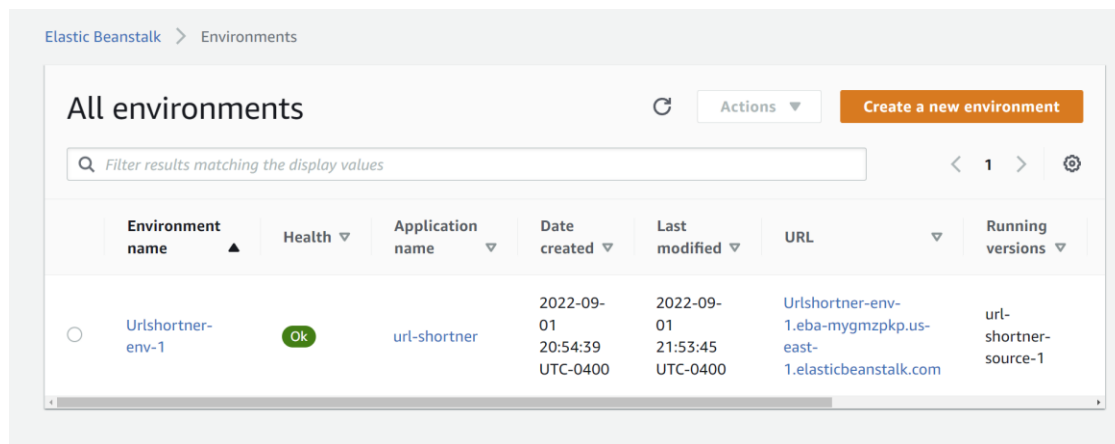 Elastic Beanstalk > Environments
All environments
Actions ▼
Create a new environment
Filter results matching the display values
< 1 >
Environment name ▲
Health ▽
Application name ▽
Date created ▽
Last modified ▽
URL ▽
Running versions ▽
Urlshortner-
env-1
Ok
url-shortner
2022-09-
01
20:54:39
UTC-0400
2022-09-
01
21:53:45
UTC-0400
Urlshortner-env-
1.eba-mygmzpkp.us-
east-
1.elasticbeanstalk.com
url-
shortner-
source-1